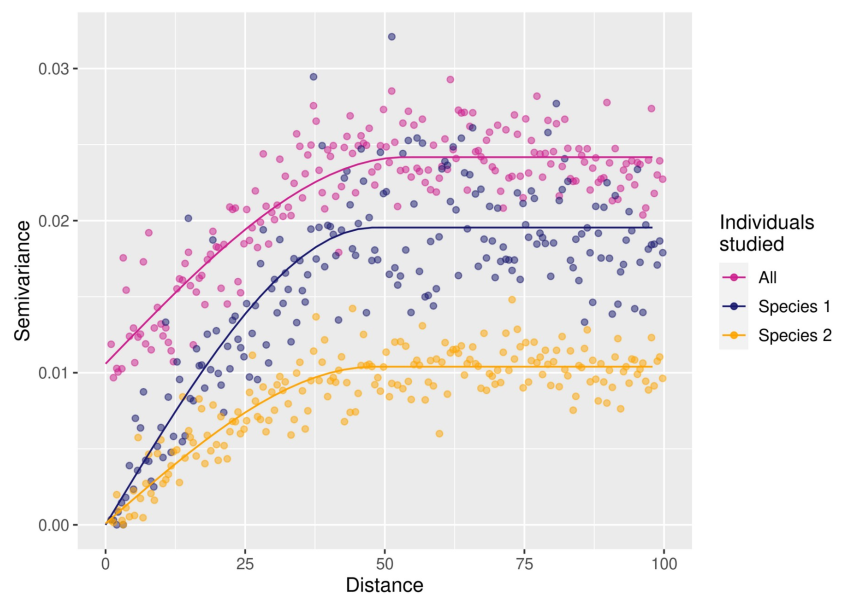 0.03
0.02
0.01
0.00
0
25
50
75
100
Distance
Semivariance
Individuals
studied
All
Species 1
Species 2